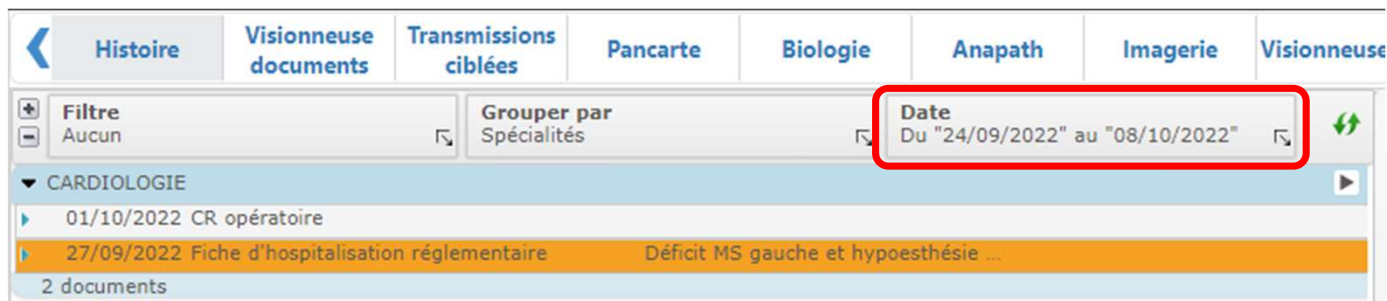 Histoire
Visionneuse documents
Transmissions ciblées
Pancarte
Biologie
Anapath
Imagerie
Visionneuse
Filtre
Aucun
Grouper par
Spécialités
Date
Du "24/09/2022" au "08/10/2022"
CARDIOLOGIE
01/10/2022 CR opératoire
27/09/2022 Fiche d'hospitalisation réglementaire Déficit MS gauche et hypoesthésie ...
2 documents